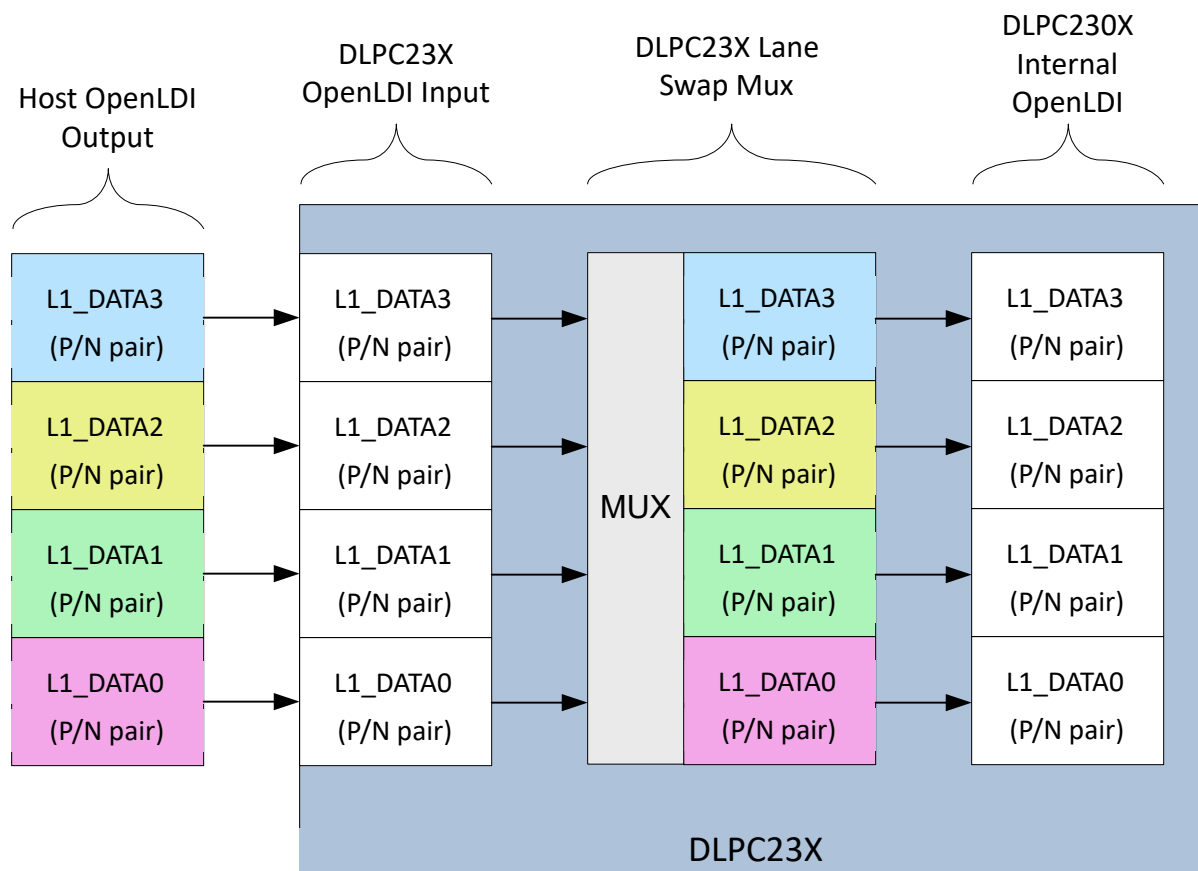 Host OpenLDI
Output
DLPC23X
OpenLDI Input
DLPC23X Lane
Swap Mux
DLPC230X
Internal
OpenLDI
L1_DATA3
(P/N pair)
L1_DATA2
(P/N pair)
L1_DATA1
(P/N pair)
L1_DATA0
(P/N pair)
L1_DATA3
(P/N pair)
L1_DATA2
(P/N pair)
L1_DATA1
(P/N pair)
L1_DATA0
(P/N pair)
MUX
L1_DATA3
(P/N pair)
L1_DATA2
(P/N pair)
L1_DATA1
(P/N pair)
L1_DATA0
(P/N pair)
L1_DATA3
(P/N pair)
L1_DATA2
(P/N pair)
L1_DATA1
(P/N pair)
L1_DATA0
(P/N pair)
DLPC23X